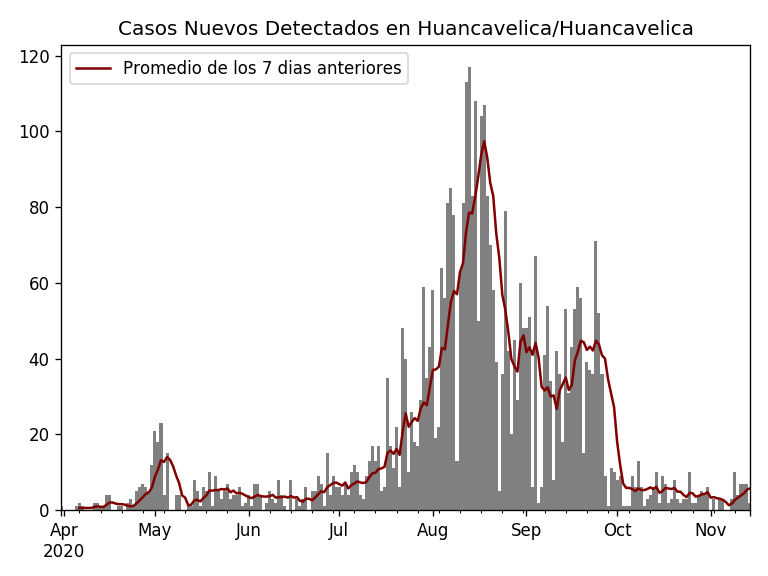 Casos Nuevos Detectados en Huancavelica/Huancavelica
Promedio de los 7 dias anteriores
120
100
80
60
40
20
0
Apr May Jun Jul Aug Sep Oct Nov
2020